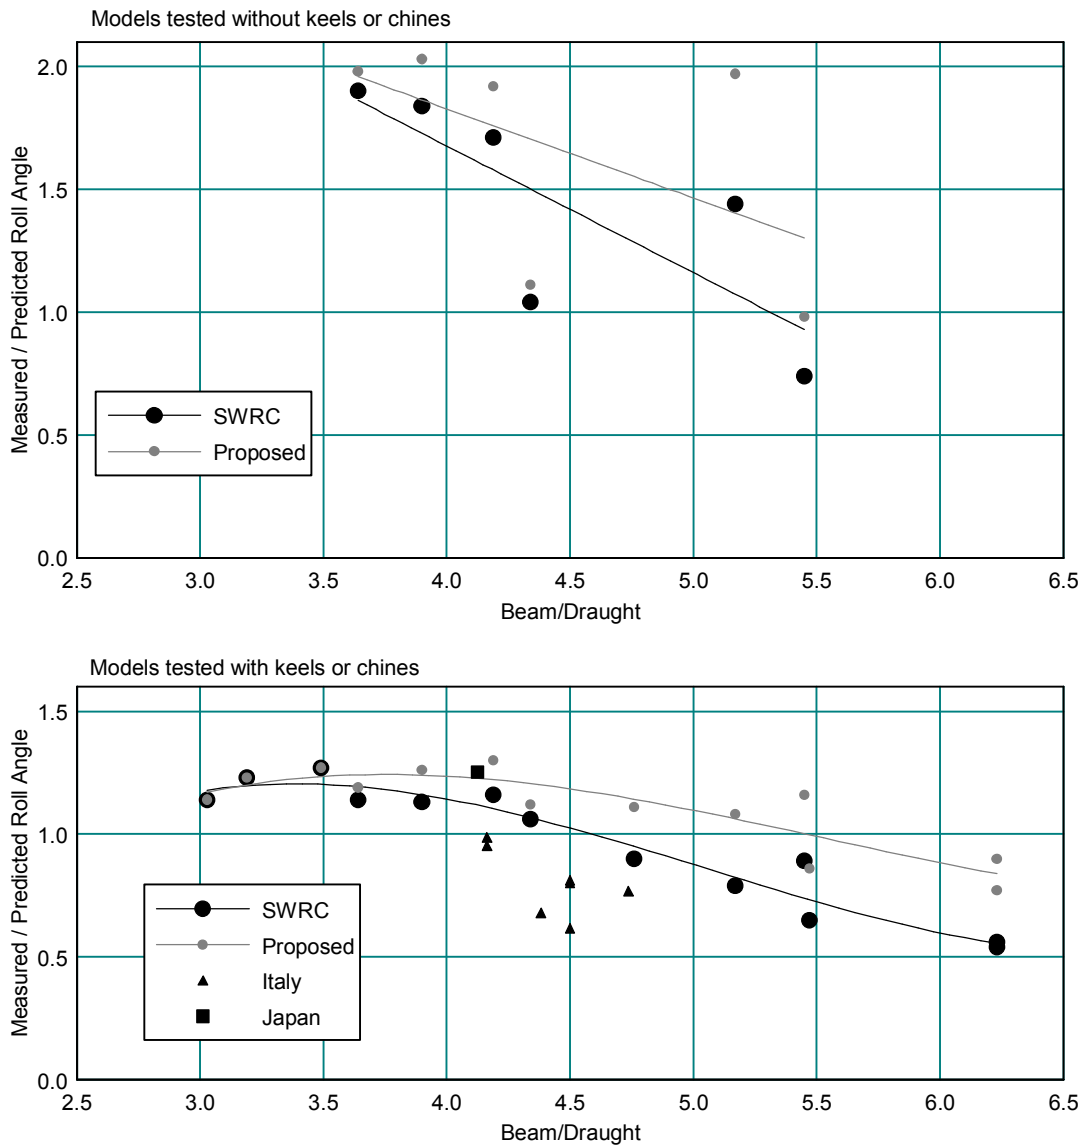 Models tested without keels or chines
Measured / Predicted Roll Angle
2.0
1.5
1.0
0.5
0.0
SWRC
Proposed
2.5 3.0 3.5 4.0 4.5 5.0 5.5 6.0 6.5
Beam/Draught
Models tested with keels or chines
Measured / Predicted Roll Angle
1.5
1.0
0.5
0.0
SWRC
Proposed
Italy
Japan
2.5 3.0 3.5 4.0 4.5 5.0 5.5 6.0 6.5
Beam/Draught